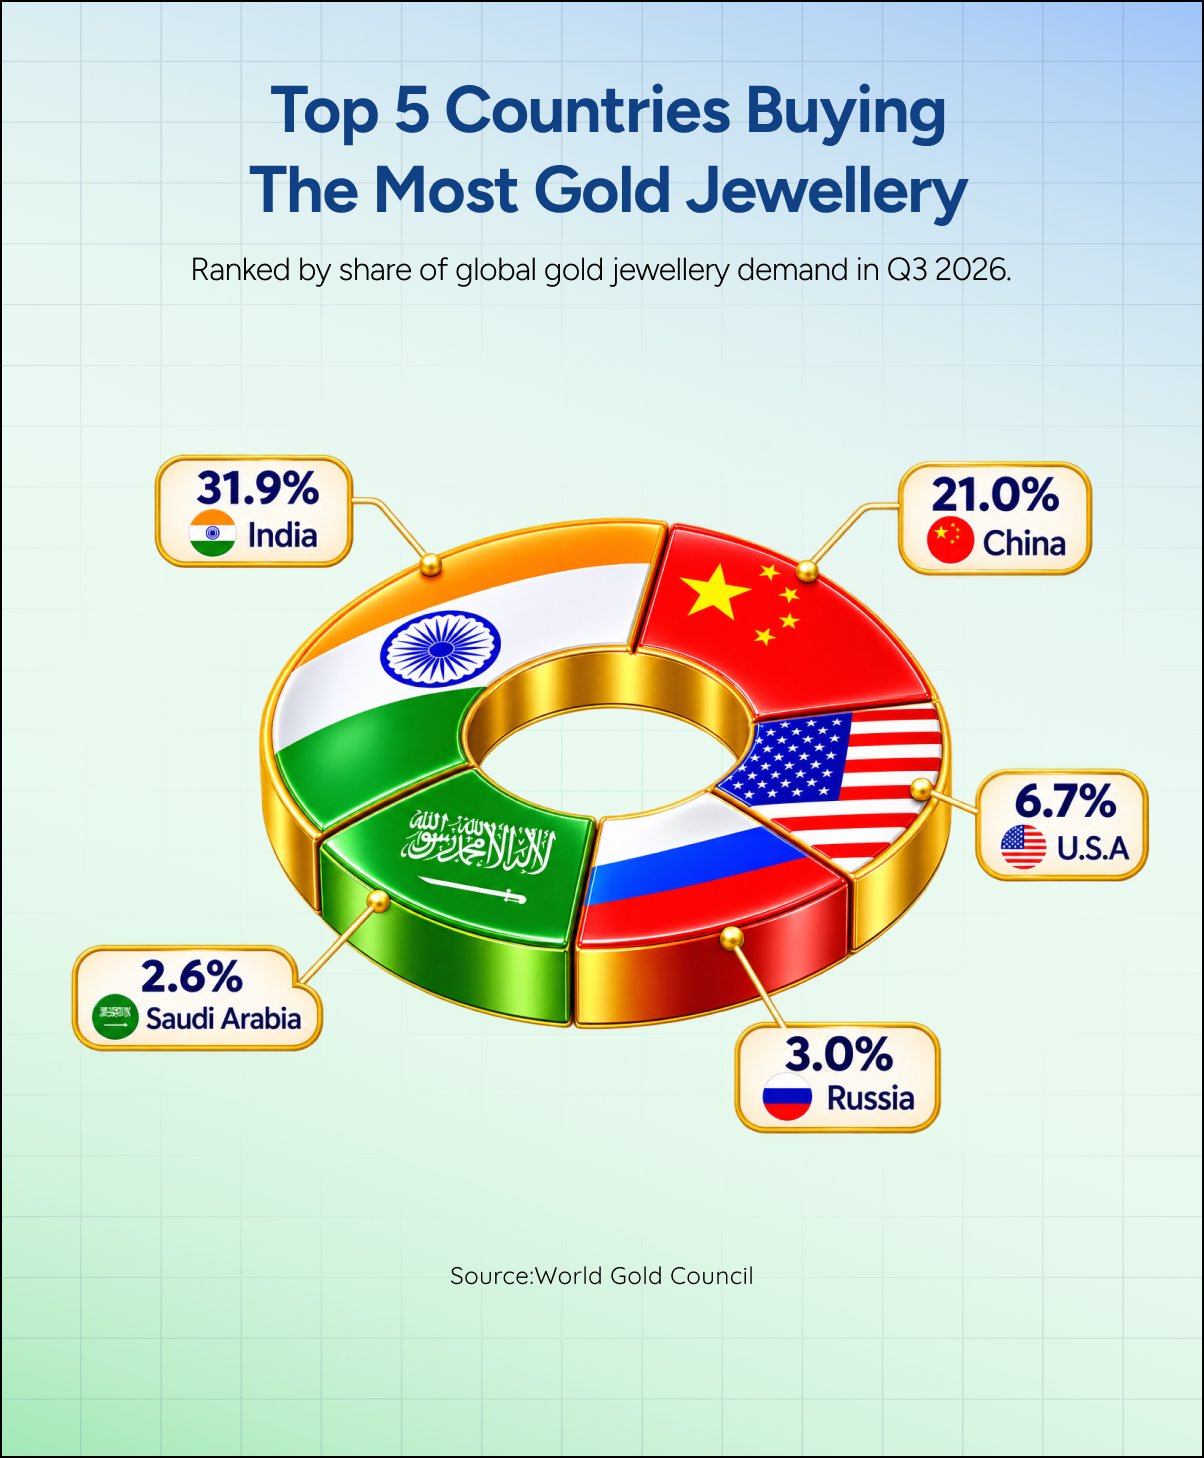 Top 5 Countries Buying
The Most Gold Jewellery
Ranked by share of global gold jewellery demand in Q3 2026.
31.9%
India
21.0%
China
6.7%
U.S.A
2.6%
Saudi Arabia
3.0%
Russia
Source:World Gold Council